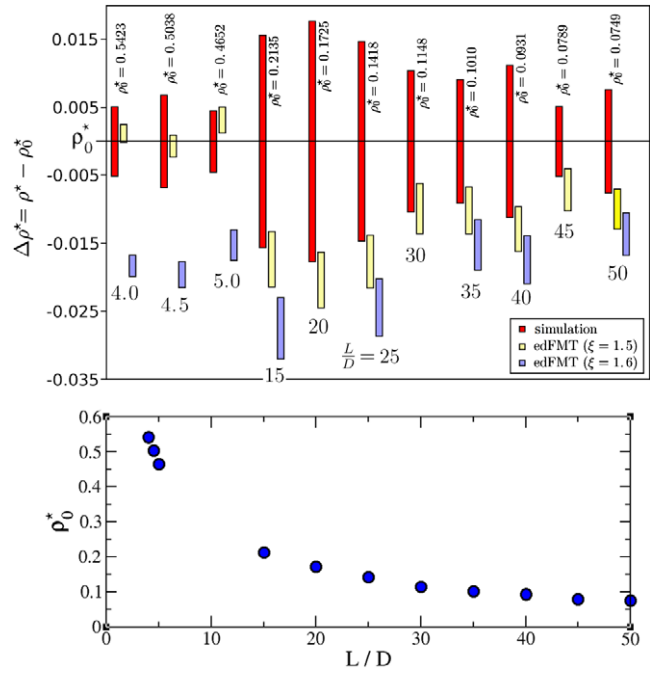 0.015
0.005
ρ₀*
-0.005
-0.015
-0.025
-0.035
Δρ* = ρ* − ρ₀*
ρ₀* = 0.5423
ρ₀* = 0.5038
ρ₀* = 0.4652
ρ₀* = 0.2135
ρ₀* = 0.1725
ρ₀* = 0.1418
ρ₀* = 0.1148
ρ₀* = 0.1010
ρ₀* = 0.0931
ρ₀* = 0.0789
ρ₀* = 0.0749
4.0
4.5
5.0
15
20
L/D = 25
30
35
40
45
50
simulation
edFMT (ξ = 1.5)
edFMT (ξ = 1.6)
0.6
0.5
0.4
0.3
0.2
0.1
0
ρ₀*
0 10 20 30 40 50
L / D